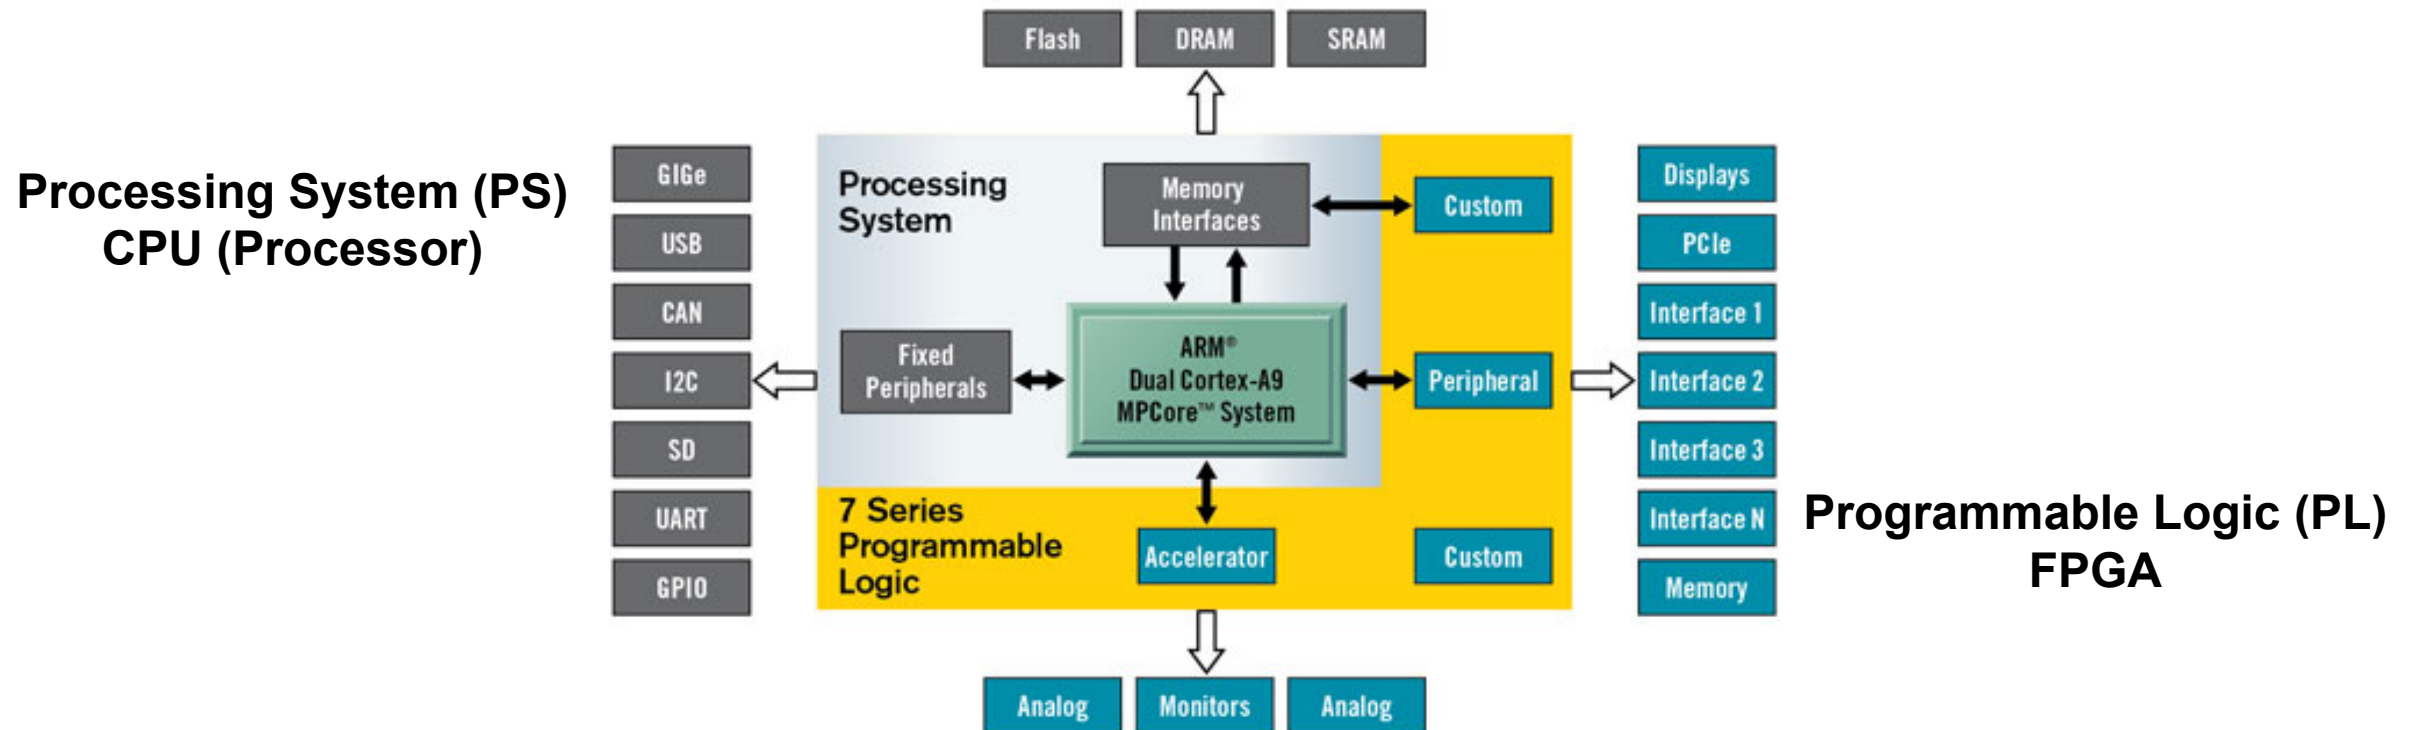 Flash
DRAM
SRAM
Processing System (PS)
CPU (Processor)
GIGe
USB
CAN
I2C
SD
UART
GPIO
Processing
System
Memory
Interfaces
Custom
Fixed
Peripherals
ARM®
Dual Cortex-A9
MPCore™ System
Peripheral
7 Series
Programmable
Logic
Accelerator
Custom
Displays
PCIe
Interface 1
Interface 2
Interface 3
Interface N
Memory
Programmable Logic (PL)
FPGA
Analog
Monitors
Analog